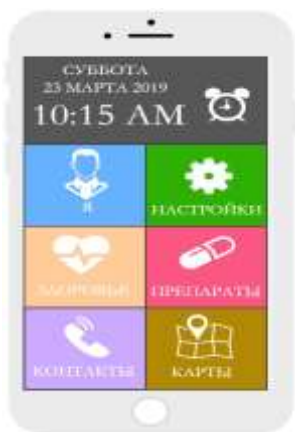 СУББОТА
23 МАРТА 2019
10:15 AM
Я
НАСТРОЙКИ
ЗДОРОВЬЕ
ПРЕПАРАТЫ
КОНТАКТЫ
КАРТЫ